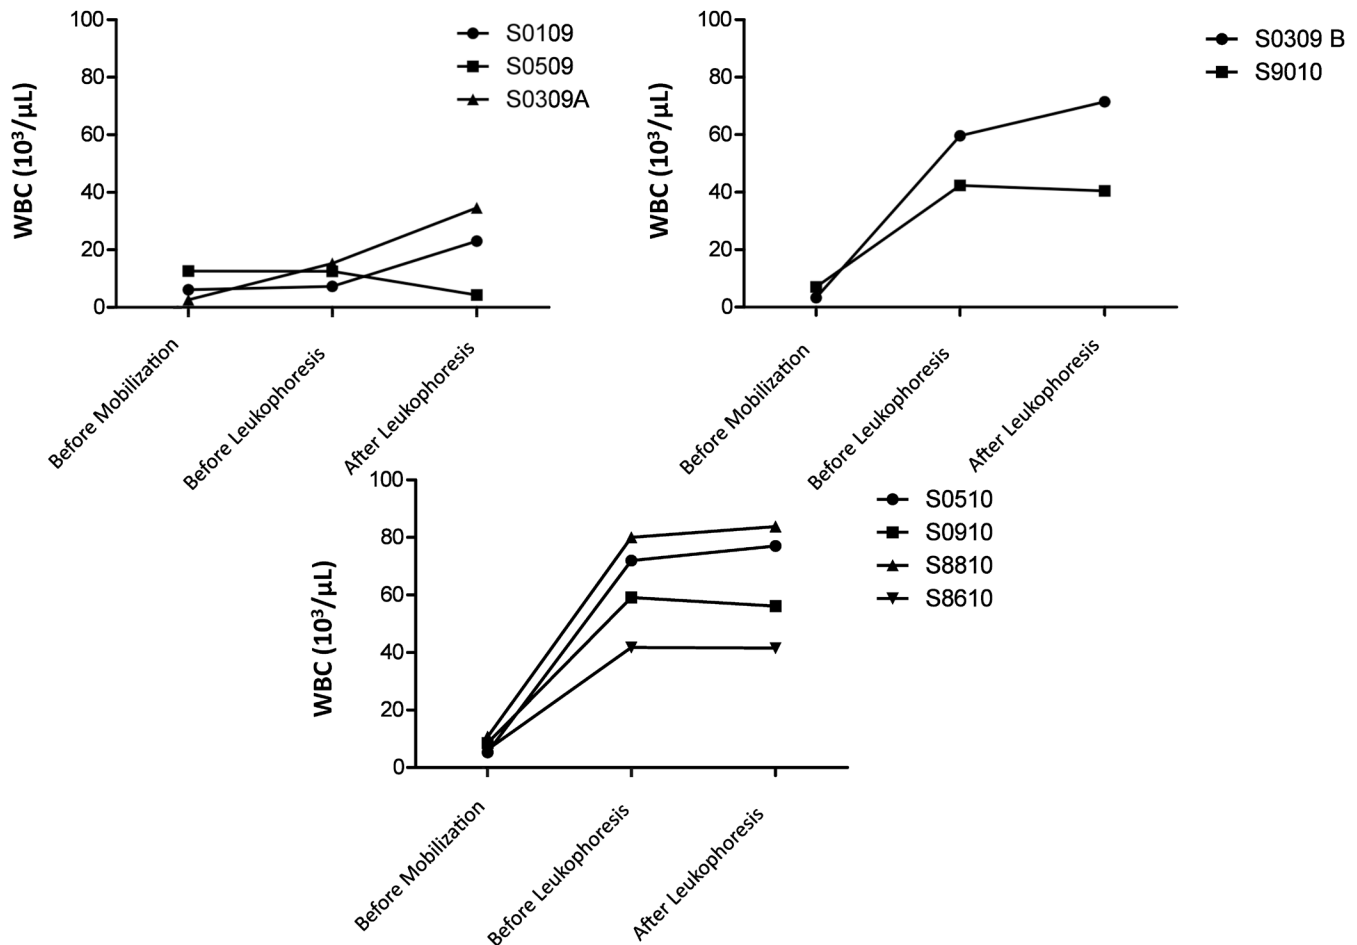 100
80
60
40
20
0
WBC (10³/µL)
S0109
S0509
S0309A
Before Mobilization
Before Leukophoresis
After Leukophoresis
100
80
60
40
20
0
WBC (10³/µL)
S0309 B
S9010
Before Mobilization
Before Leukophoresis
After Leukophoresis
100
80
60
40
20
0
WBC (10³/µL)
S0510
S0910
S8810
S8610
Before Mobilization
Before Leukophoresis
After Leukophoresis